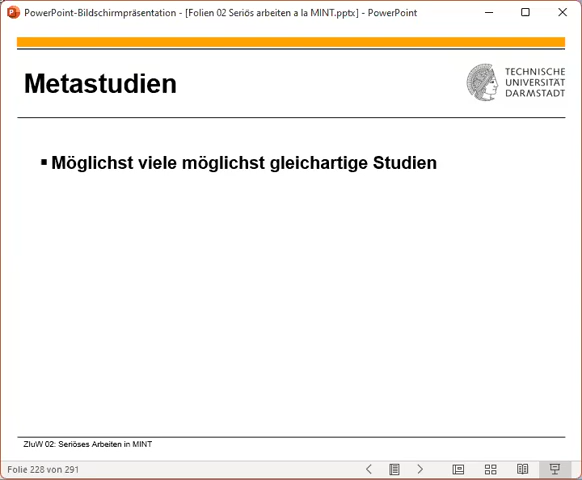 PowerPoint-Bildschirmpräsentation - [Folien 02 Seriös arbeiten a la MINT.pptx] - PowerPoint
Metastudien
TECHNISCHE
UNIVERSITÄT
DARMSTADT
▪ Möglichst viele möglichst gleichartige Studien
ZIuW 02: Seriöses Arbeiten in MINT
Folie 228 von 291